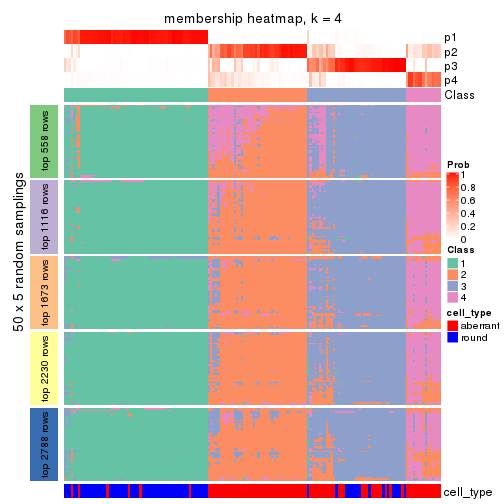 membership heatmap, k = 4
p1
p2
p3
p4
Class
50 x 5 random samplings
top 558 rows
top 1116 rows
top 1673 rows
top 2230 rows
top 2788 rows
cell_type
Prob
1
0.8
0.6
0.4
0.2
0
Class
1
2
3
4
cell_type
aberrant
round